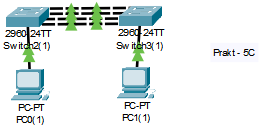 2960-24TT
Switch2(1)
2960-24TT
Switch3(1)
Prakt - 5C
PC-PT
PC0(1)
PC-PT
PC1(1)